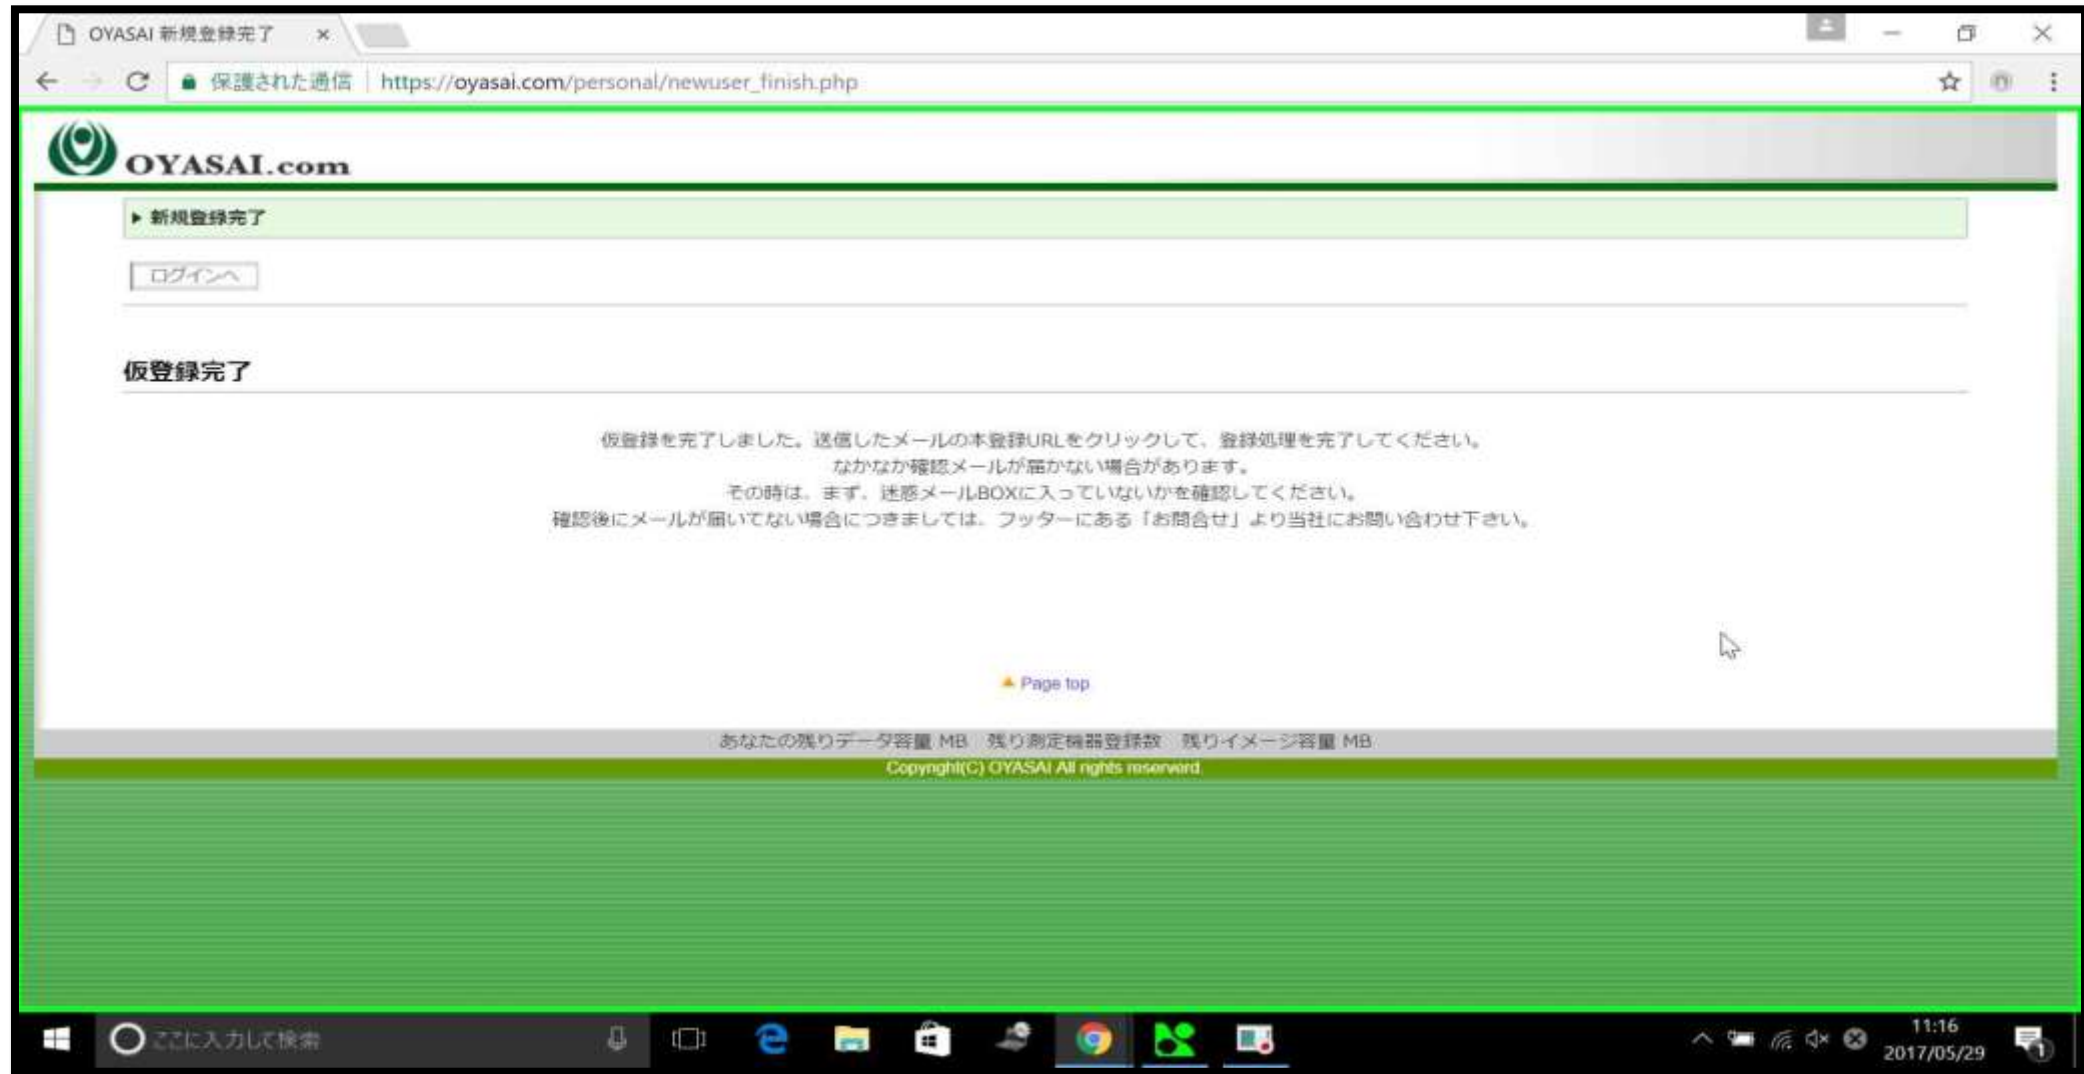 OYASAI 新規登録完了
保護された通信 https://oyasai.com/personal/newuser_finish.php
OYASAI.com
新規登録完了
ログインへ
仮登録完了
仮登録を完了しました。送信したメールの本登録URLをクリックして、登録処理を完了してください。
なかなか確認メールが届かない場合があります。
その時は、まず、迷惑メールBOXに入っていないかを確認してください。
確認後にメールが届いてない場合につきましては、フッターにある「お問合せ」より当社にお問い合わせ下さい。
Page top
あなたの残りデータ容量 MB 残り測定機器登録数 残りイメージ容量 MB
Copyright(C) OYASAI All rights reserverd.
ここに入力して検索
11:16
2017/05/29
1